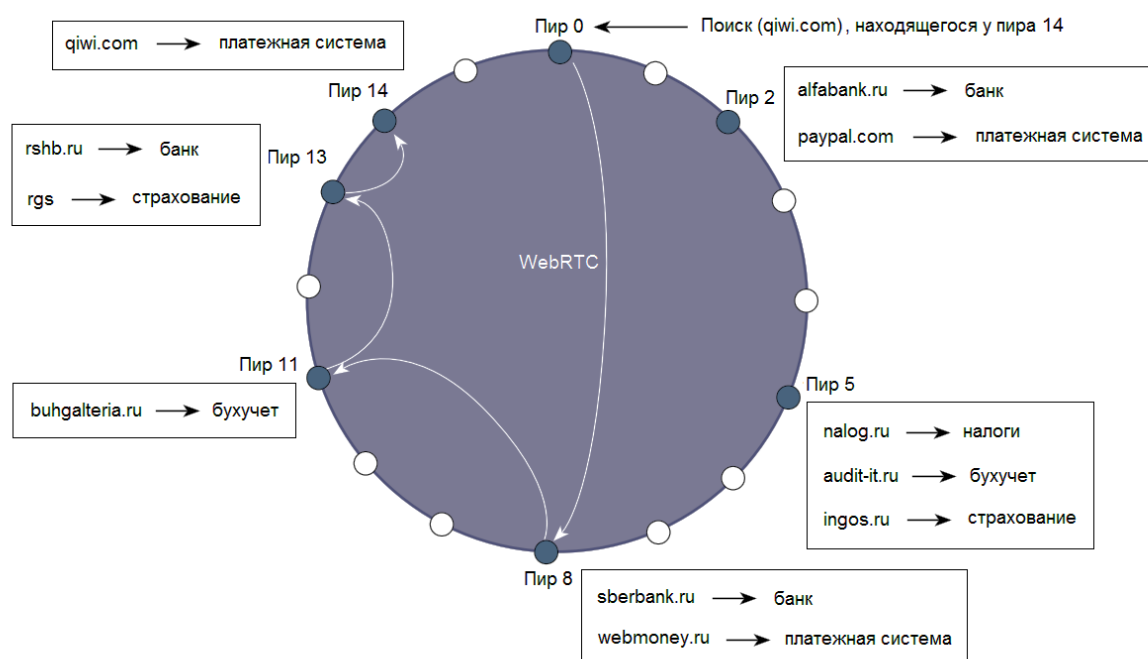 Пир 0
Поиск (qiwi.com), находящегося у пира 14
qiwi.com платежная система
Пир 14
Пир 2
alfabank.ru банк
paypal.com платежная система
rshb.ru банк
rgs страхование
Пир 13
WebRTC
Пир 11
buhgalteria.ru бухучет
Пир 5
nalog.ru налоги
audit-it.ru бухучет
ingos.ru страхование
Пир 8
sberbank.ru банк
webmoney.ru платежная система